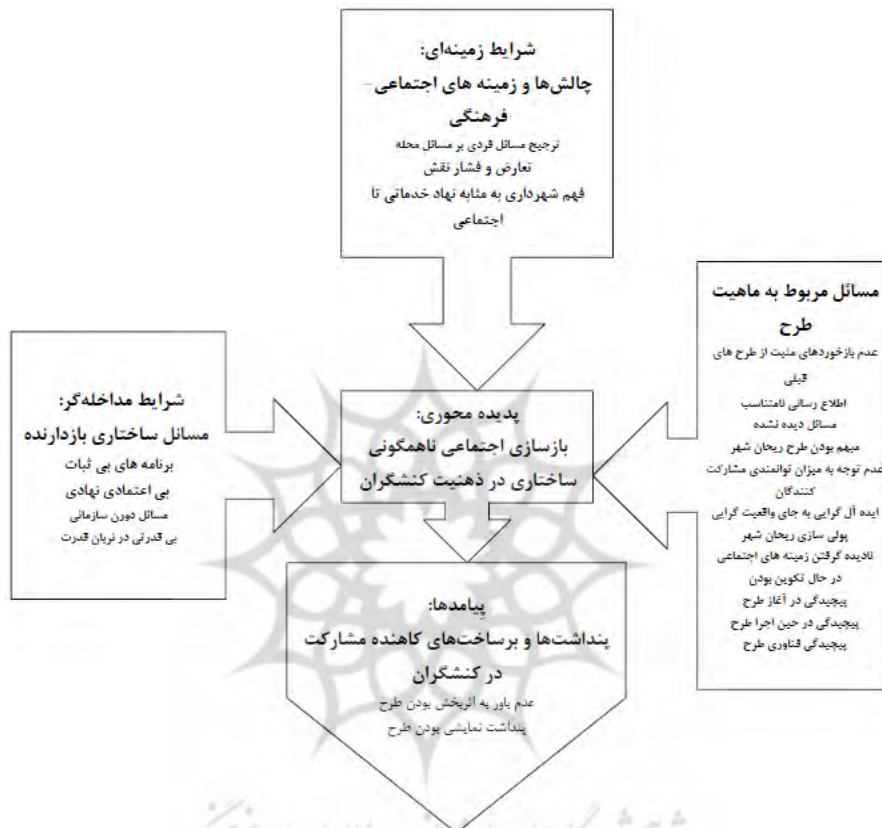 شرایط زمینه‌ای:
چالش‌ها و زمینه های اجتماعی–
فرهنگی
ترجیح مسائل فردی بر مسائل محله
تعارض و فشار نقش
فهم شهرداری به مثابه نهاد خدماتی تا
اجتماعی
مسائل مربوط به ماهیت
طرح
عدم بازخوردهای مثبت از طرح های
قبلی
اطلاع رسانی نامتناسب
مسائل دیده نشده
مبهم بودن طرح ریحان شهر
عدم توجه به میزان توانمندی مشارکت
کنندگان
ایده آل گرایی به جای واقعیت گرایی
پولی سازی ریحان شهر
نادیده گرفتن زمینه های اجتماعی
در حال تکوین بودن
پیچیدگی در آغاز طرح
پیچیدگی در حین اجرا طرح
پیچیدگی فناوری طرح
شرایط مداخله‌گر:
مسائل ساختاری بازدارنده
برنامه های بی ثبات
بی اعتمادی نهادی
مسائل دورن سازمانی
بی قدرتی در نربان قدرت
پدیده محوری:
بازسازی اجتماعی ناهمگونی
ساختاری در ذهنیت کنشگران
پیامدها:
پنداشت‌ها و برساخت‌های کاهنده مشارکت
در کنشگران
عدم باور به اثربخش بودن طرح
پنداشت نمایشی بودن طرح